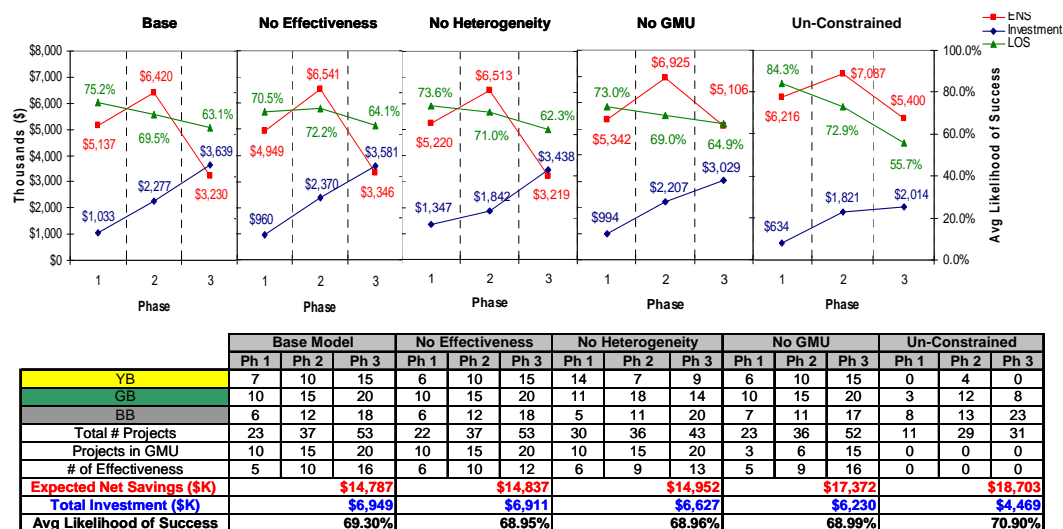 Base No Effectiveness No Heterogeneity No GMU Un-Constrained
ENS
Investment
LOS
Thousands ($)
$8,000
$7,000
$6,000
$5,000
$4,000
$3,000
$2,000
$1,000
$0
75.2% $6,420 63.1%
69.5%
$5,137
$3,639
$2,277
$3,230
$1,033
1 2 3
Phase
$6,541
70.5% 64.1%
72.2%
$4,949
$3,581
$2,370
$3,346
$960
1 2 3
Phase
$6,513
73.6% 62.3%
71.0%
$5,220
$3,438
$1,842
$3,219
$1,347
1 2 3
Phase
$6,925
73.0% $5,106
69.0%
$5,342 64.9%
$3,029
$2,207
$994
1 2 3
Phase
84.3% $7,087
$5,400
$6,216
72.9%
55.7%
$1,821 $2,014
$634
1 2 3
Phase
100.0%
80.0%
60.0%
40.0%
20.0%
0.0%
Avg Likelihood of Success
Base Model No Effectiveness No Heterogeneity No GMU Un-Constrained
Ph 1 Ph 2 Ph 3 Ph 1 Ph 2 Ph 3 Ph 1 Ph 2 Ph 3 Ph 1 Ph 2 Ph 3 Ph 1 Ph 2 Ph 3
YB 7 10 15 6 10 15 14 7 9 6 10 15 0 4 0
GB 10 15 20 10 15 20 11 18 14 10 15 20 3 12 8
BB 6 12 18 6 12 18 5 11 20 7 11 17 8 13 23
Total # Projects 23 37 53 22 37 53 30 36 43 23 36 52 11 29 31
Projects in GMU 10 15 20 10 15 20 10 15 20 3 6 15 0 0 0
# of Effectiveness 5 10 16 6 10 12 6 9 13 5 9 16 0 0 0
Expected Net Savings ($K) $14,787 $14,837 $14,952 $17,372 $18,703
Total Investment ($K) $6,949 $6,911 $6,627 $6,230 $4,469
Avg Likelihood of Success 69.30% 68.95% 68.96% 68.99% 70.90%